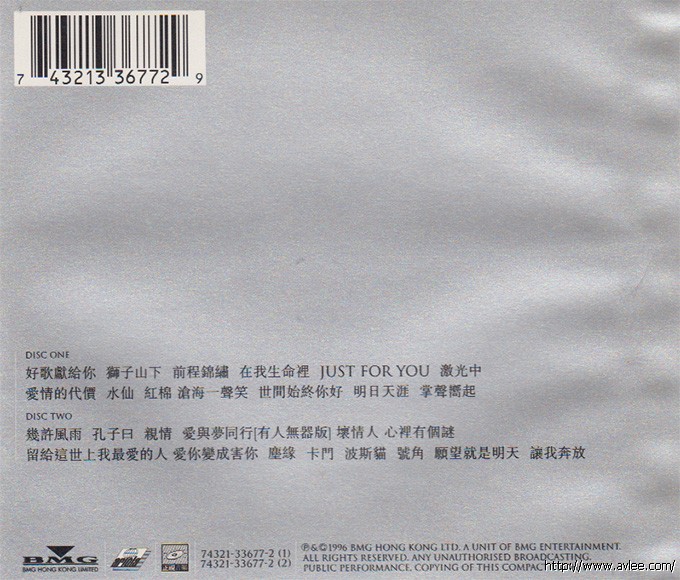 7 43213 36772 9
DISC ONE
好歌獻給你 獅子山下 前程錦繡 在我生命裡 JUST FOR YOU 激光中
愛情的代價 水仙 紅棉 滄海一聲笑 世間始終你好 明日天涯 掌聲嚮起
DISC TWO
幾許風雨 孔子曰 親情 愛與夢同行[有人無器版] 壞情人 心裡有個謎
留給這世上我最愛的人 愛你變成害你 塵緣 卡門 波斯貓 號角 願望就是明天 讓我奔放
BMG
BMG HONG KONG LIMITED
74321-33677-2 (1)
74321-33677-2 (2)
℗&©1996 BMG HONG KONG LTD. A UNIT OF BMG ENTERTAINMENT.
ALL RIGHTS RESERVED. ANY UNAUTHORISED BROADCASTING.
PUBLIC PERFORMANCE. COPYING OF THIS COMPAC
http://www.avlee.com